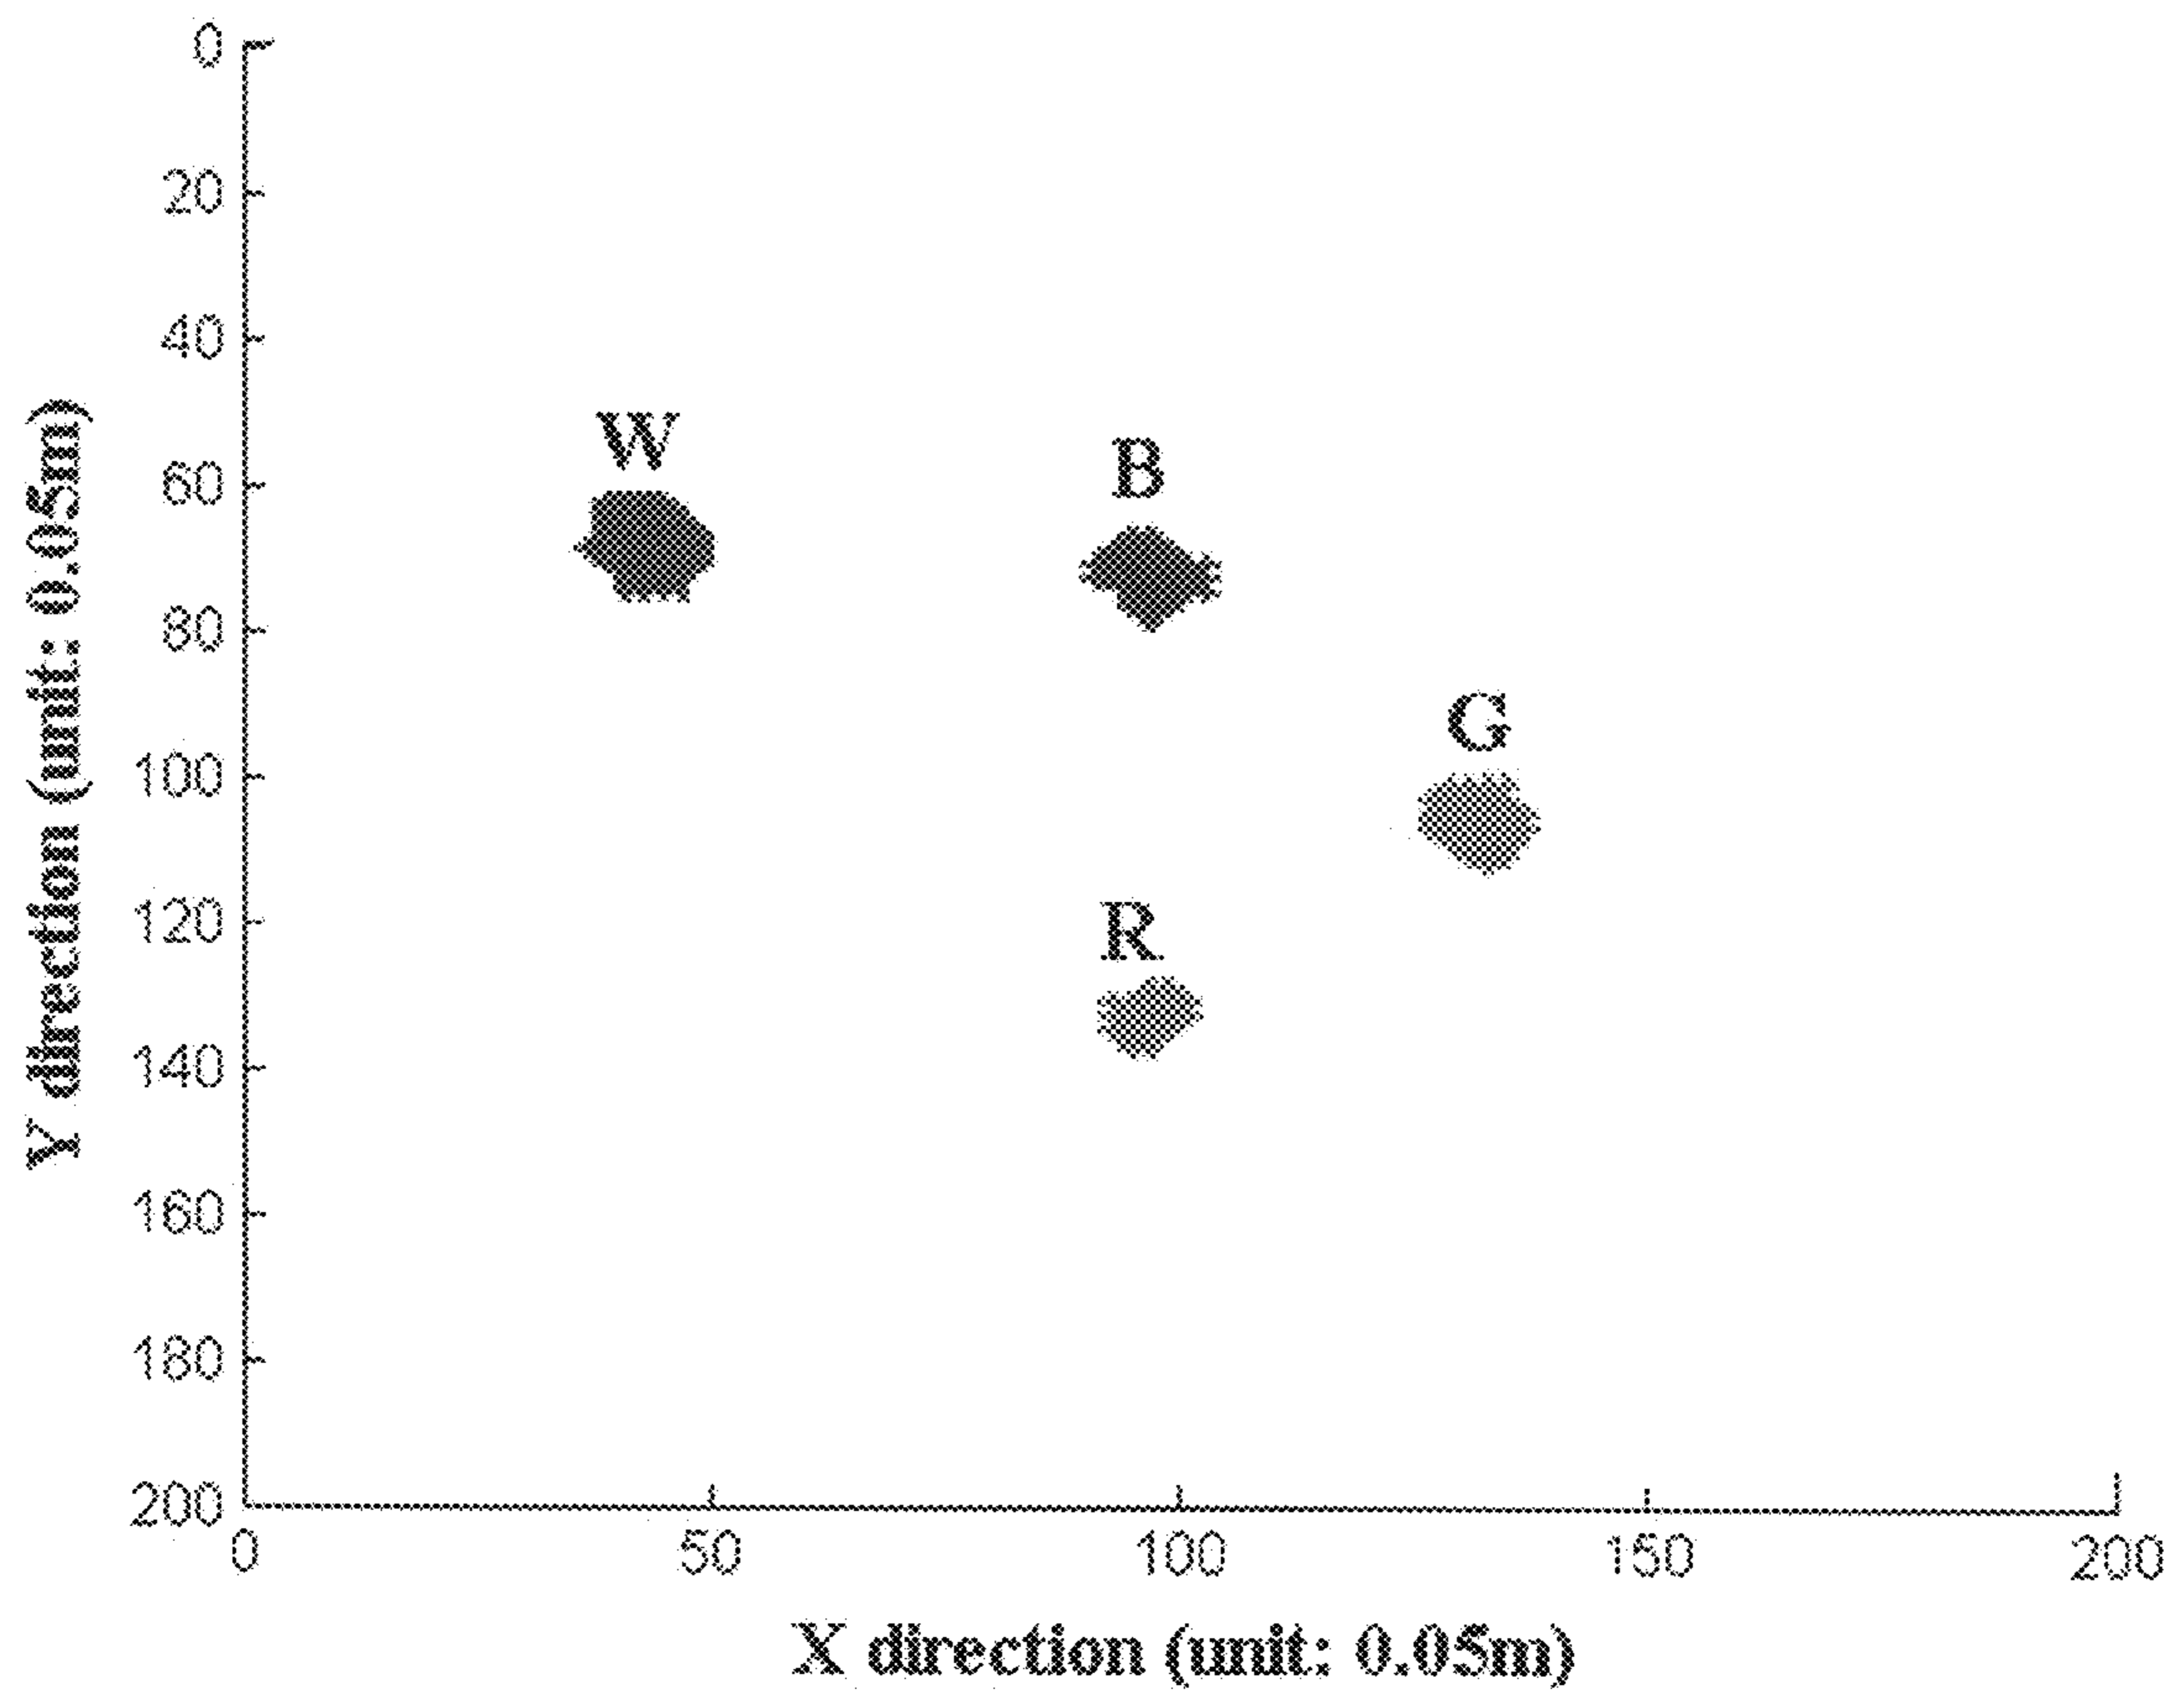 0
20
40
60
80
100
120
140
160
180
200
Y direction (unit: 0.05m)
W
B
G
R
0 50 100 150 200
X direction (unit: 0.05m)